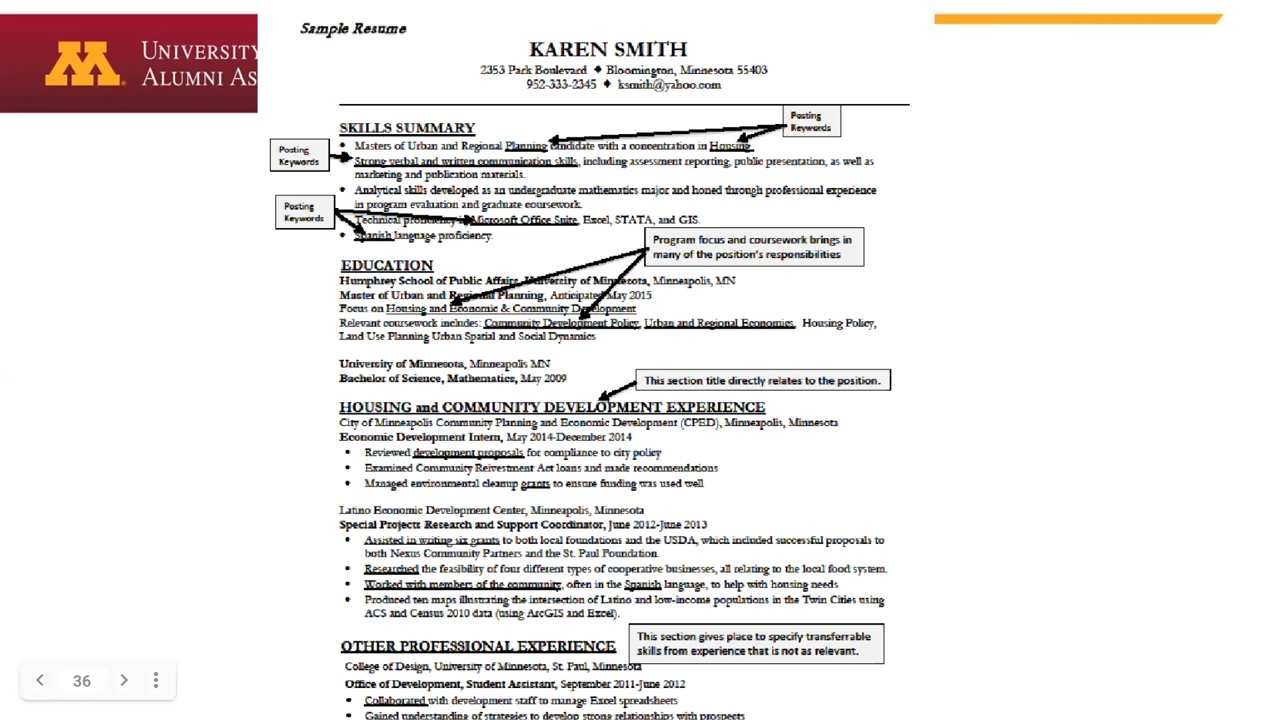 Sample Resume
UNIVERSITY
ALUMNI AS
KAREN SMITH
2353 Park Boulevard ♦ Bloomington, Minnesota 55403
952-333-2345 ♦ ksmith@yahoo.com
Posting
Keywords
SKILLS SUMMARY
• Masters of Urban and Regional Planning candidate with a concentration in Housing.
Posting
Keywords
• Strong verbal and written communication skills, including assessment reporting, public presentation, as well as
marketing and publication materials.
• Analytical skills developed as an undergraduate mathematics major and honed through professional experience
in program evaluation and graduate coursework.
Posting
Keywords
Technical proficiency in Microsoft Office Suite, Excel, STATA, and GIS.
• Spanish language proficiency.
Program focus and coursework brings in
many of the position's responsibilities
EDUCATION
Humphrey School of Public Affairs, University of Minnesota, Minneapolis, MN
Master of Urban and Regional Planning, Anticipated May 2015
Focus on Housing and Economic & Community Development
Relevant coursework includes: Community Development Policy, Urban and Regional Economics, Housing Policy,
Land Use Planning Urban Spatial and Social Dynamics
University of Minnesota, Minneapolis MN
Bachelor of Science, Mathematics, May 2009
This section title directly relates to the position.
HOUSING and COMMUNITY DEVELOPMENT EXPERIENCE
City of Minneapolis Community Planning and Economic Development (CPED), Minneapolis, Minnesota
Economic Development Intern, May 2014-December 2014
• Reviewed development proposals for compliance to city policy
• Examined Community Reivestment Act loans and made recommendations
• Managed environmental cleanup grants to ensure funding was used well
Latino Economic Development Center, Minneapolis, Minnesota
Special Projects Research and Support Coordinator, June 2012-June 2013
• Assisted in writing six grants to both local foundations and the USDA, which included successful proposals to
both Nexus Community Partners and the St. Paul Foundation.
• Researched the feasibility of four different types of cooperative businesses, all relating to the local food system.
• Worked with members of the community, often in the Spanish language, to help with housing needs
• Produced ten maps illustrating the intersection of Latino and low-income populations in the Twin Cities using
ACS and Census 2010 data (using ArcGIS and Excel).
OTHER PROFESSIONAL EXPERIENCE
This section gives place to specify transferrable
skills from experience that is not as relevant.
College of Design, University of Minnesota, St. Paul, Minnesota
Office of Development, Student Assistant, September 2011-June 2012
• Collaborated with development staff to manage Excel spreadsheets
• Gained understanding of strategies to develop strong relationships with prospects
36